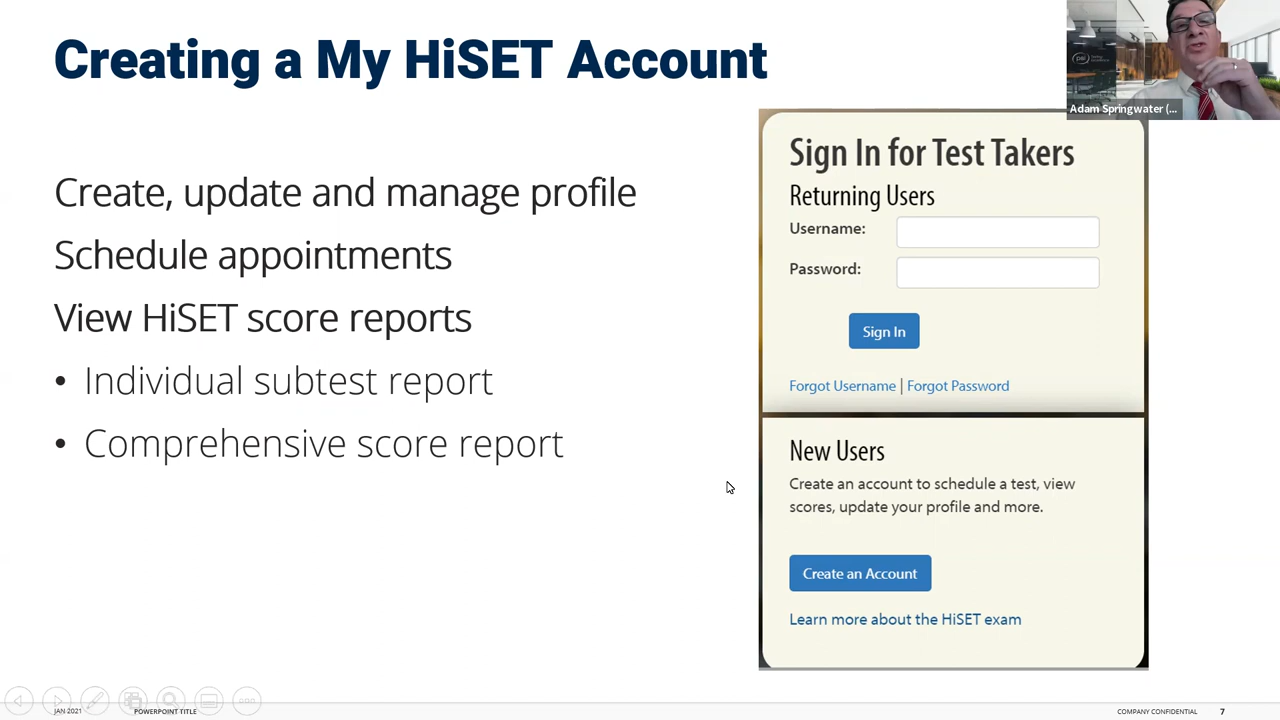 Creating a My HiSET Account
Create, update and manage profile
Schedule appointments
View HiSET score reports
• Individual subtest report
• Comprehensive score report
Adam Springwater (...
Sign In for Test Takers
Returning Users
Username:
Password:
Sign In
Forgot Username | Forgot Password
New Users
Create an account to schedule a test, view
scores, update your profile and more.
Create an Account
Learn more about the HiSET exam
JAN 2021
POWERPOINT TITLE
COMPANY CONFIDENTIAL
7